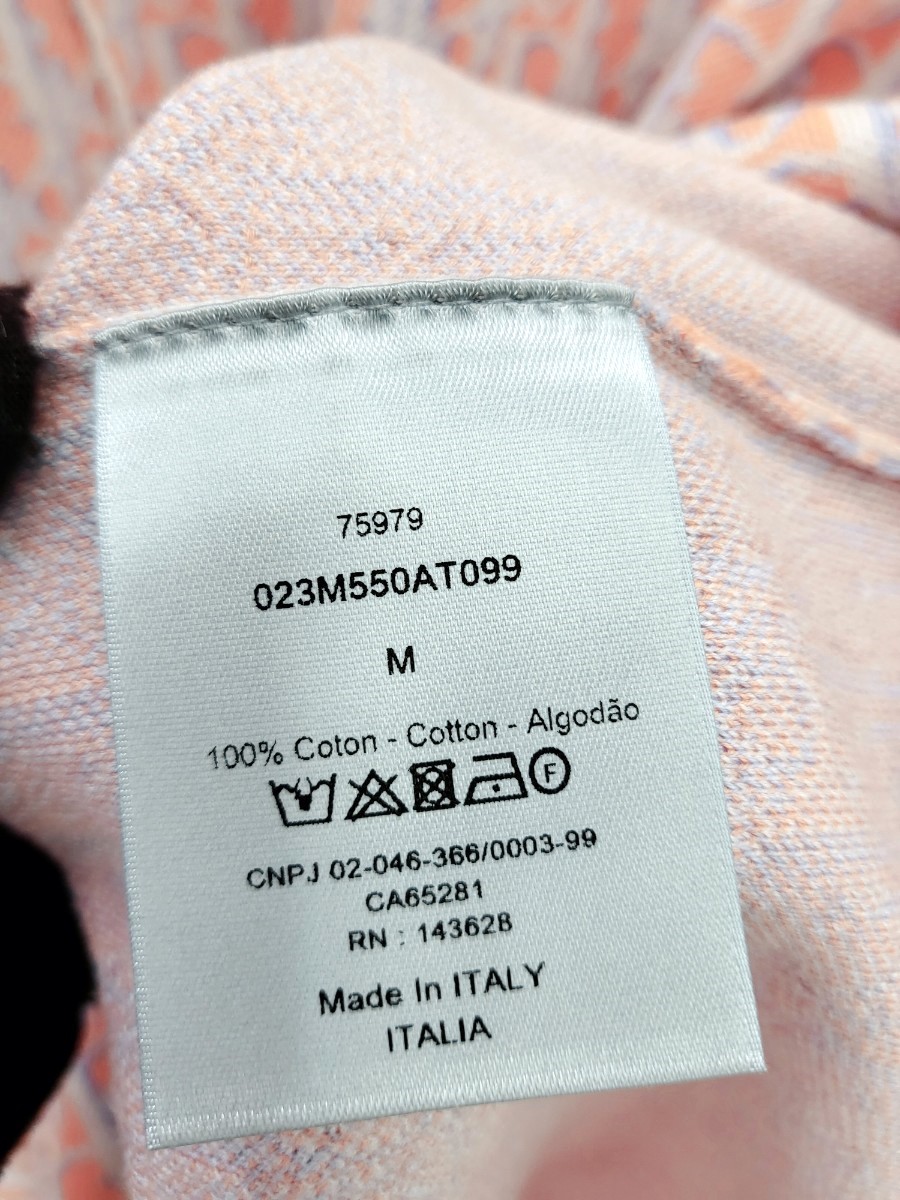 75979
023M550AT099
M
100% Coton - Cotton - Algodão
F
CNPJ 02-046-366/0003-99
CA65281
RN : 143628
Made In ITALY
ITALIA